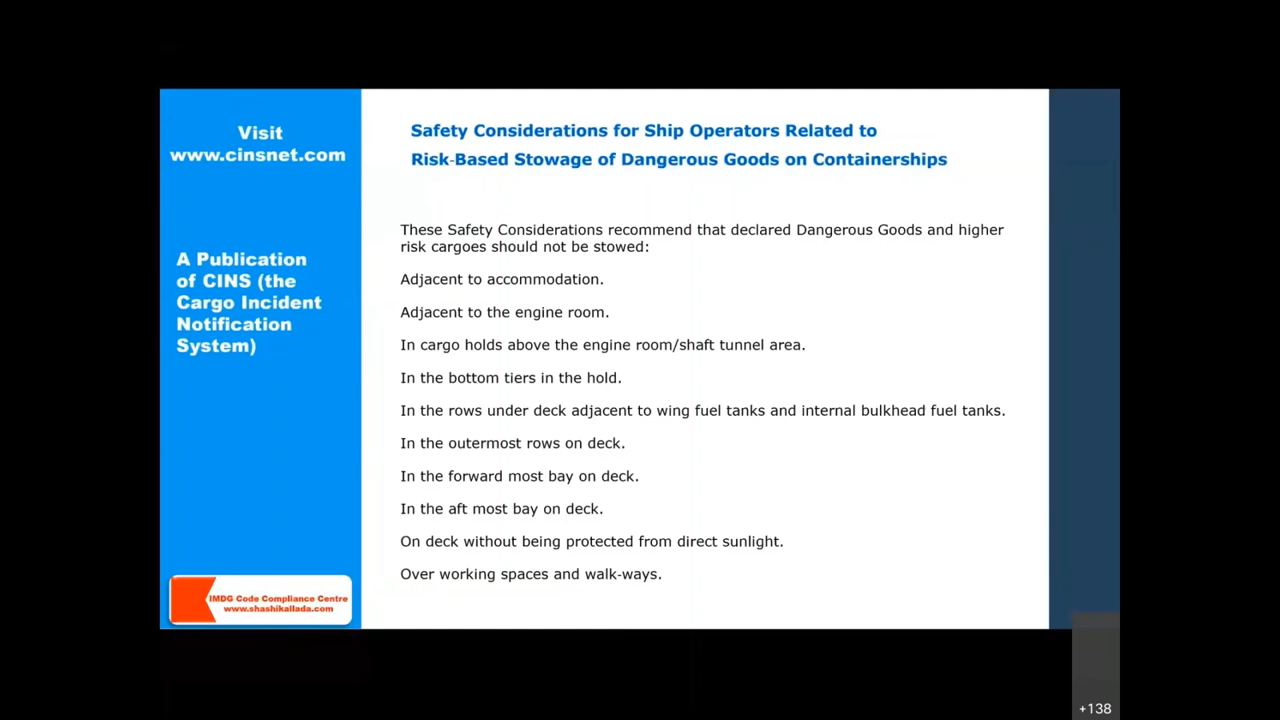 Visit
www.cinsnet.com
A Publication
of CINS (the
Cargo Incident
Notification
System)
IMDG Code Compliance Centre
www.shashikallada.com
Safety Considerations for Ship Operators Related to
Risk-Based Stowage of Dangerous Goods on Containerships
These Safety Considerations recommend that declared Dangerous Goods and higher
risk cargoes should not be stowed:
Adjacent to accommodation.
Adjacent to the engine room.
In cargo holds above the engine room/shaft tunnel area.
In the bottom tiers in the hold.
In the rows under deck adjacent to wing fuel tanks and internal bulkhead fuel tanks.
In the outermost rows on deck.
In the forward most bay on deck.
In the aft most bay on deck.
On deck without being protected from direct sunlight.
Over working spaces and walk-ways.
+138